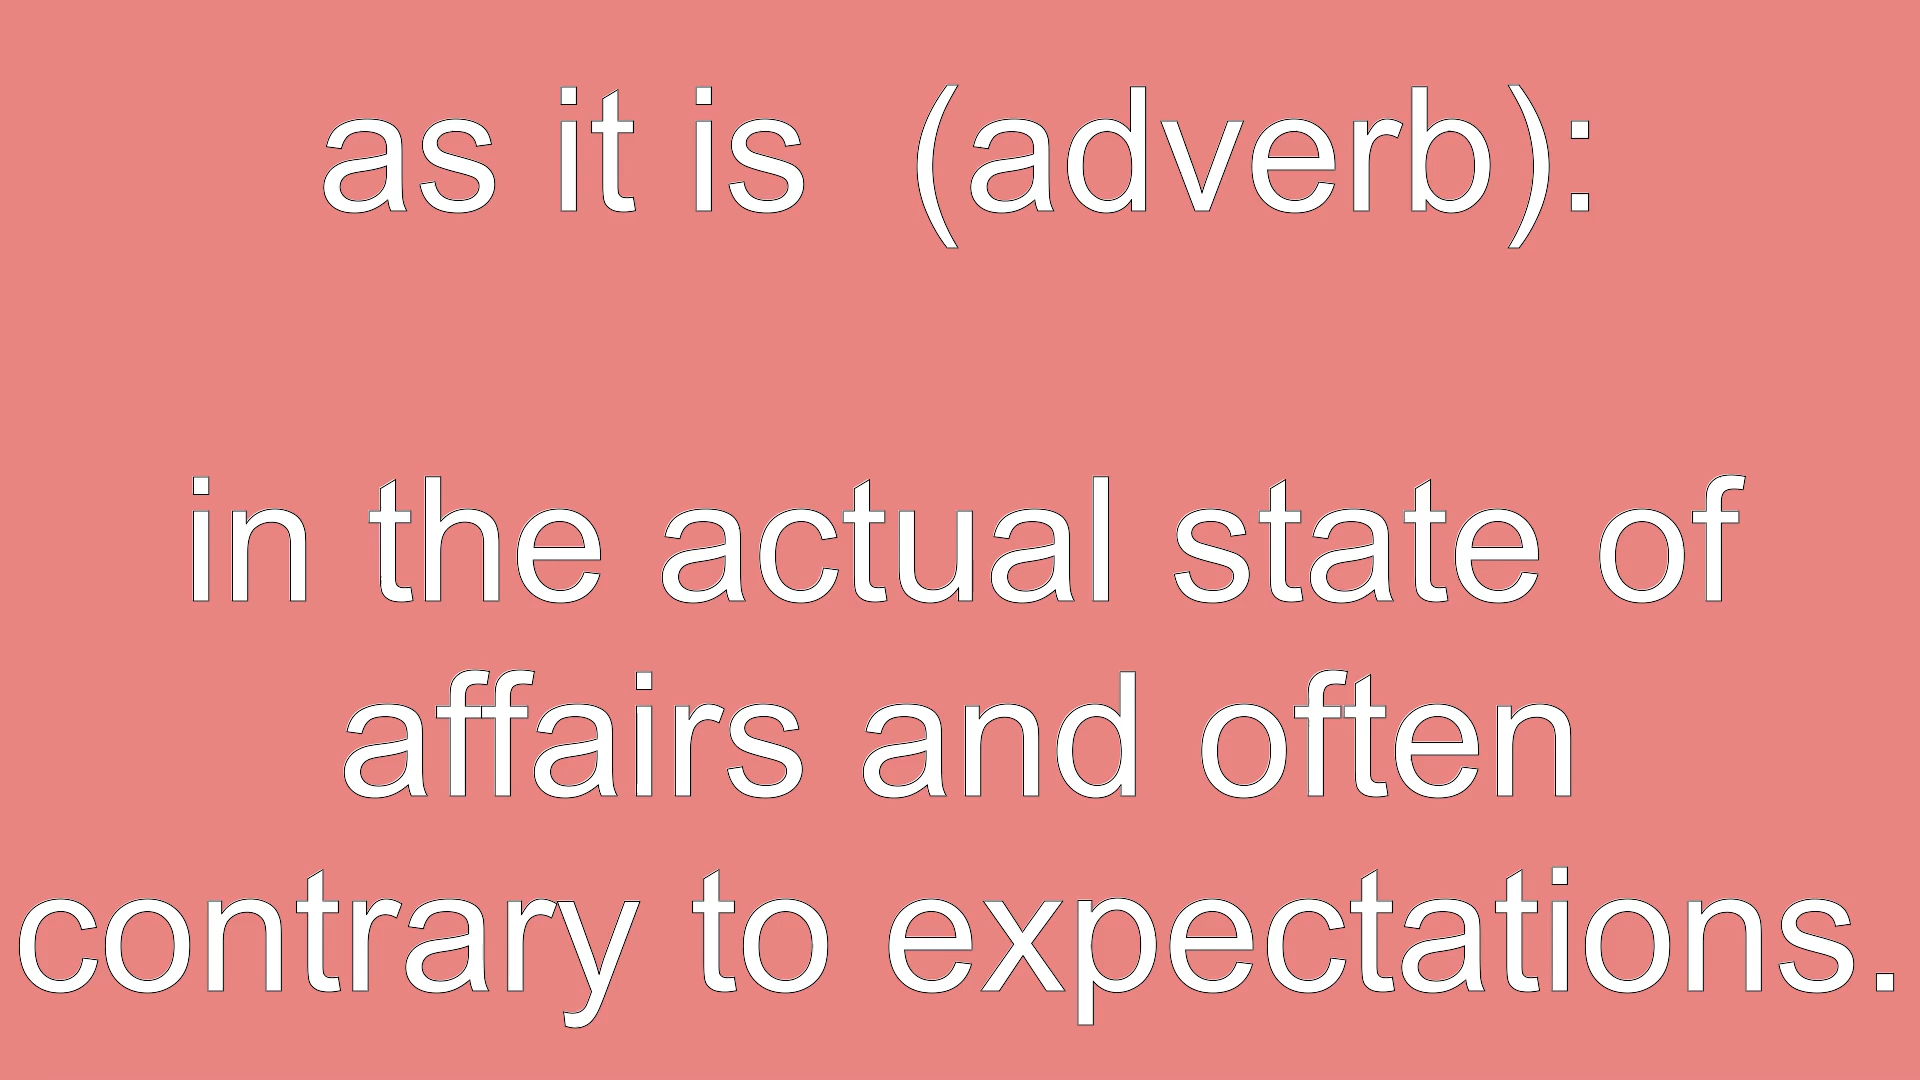 as it is  (adverb):
in the actual state of
affairs and often
contrary to expectations.